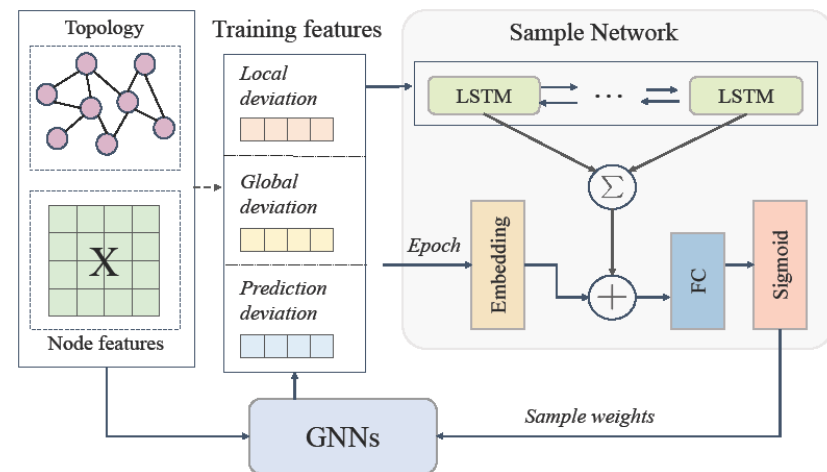 Topology
X
Node features
Training features
Local
deviation
Global
deviation
Prediction
deviation
GNNs
Sample Network
LSTM
...
LSTM
Σ
Epoch
Embedding
+
FC
Sigmoid
Sample weights